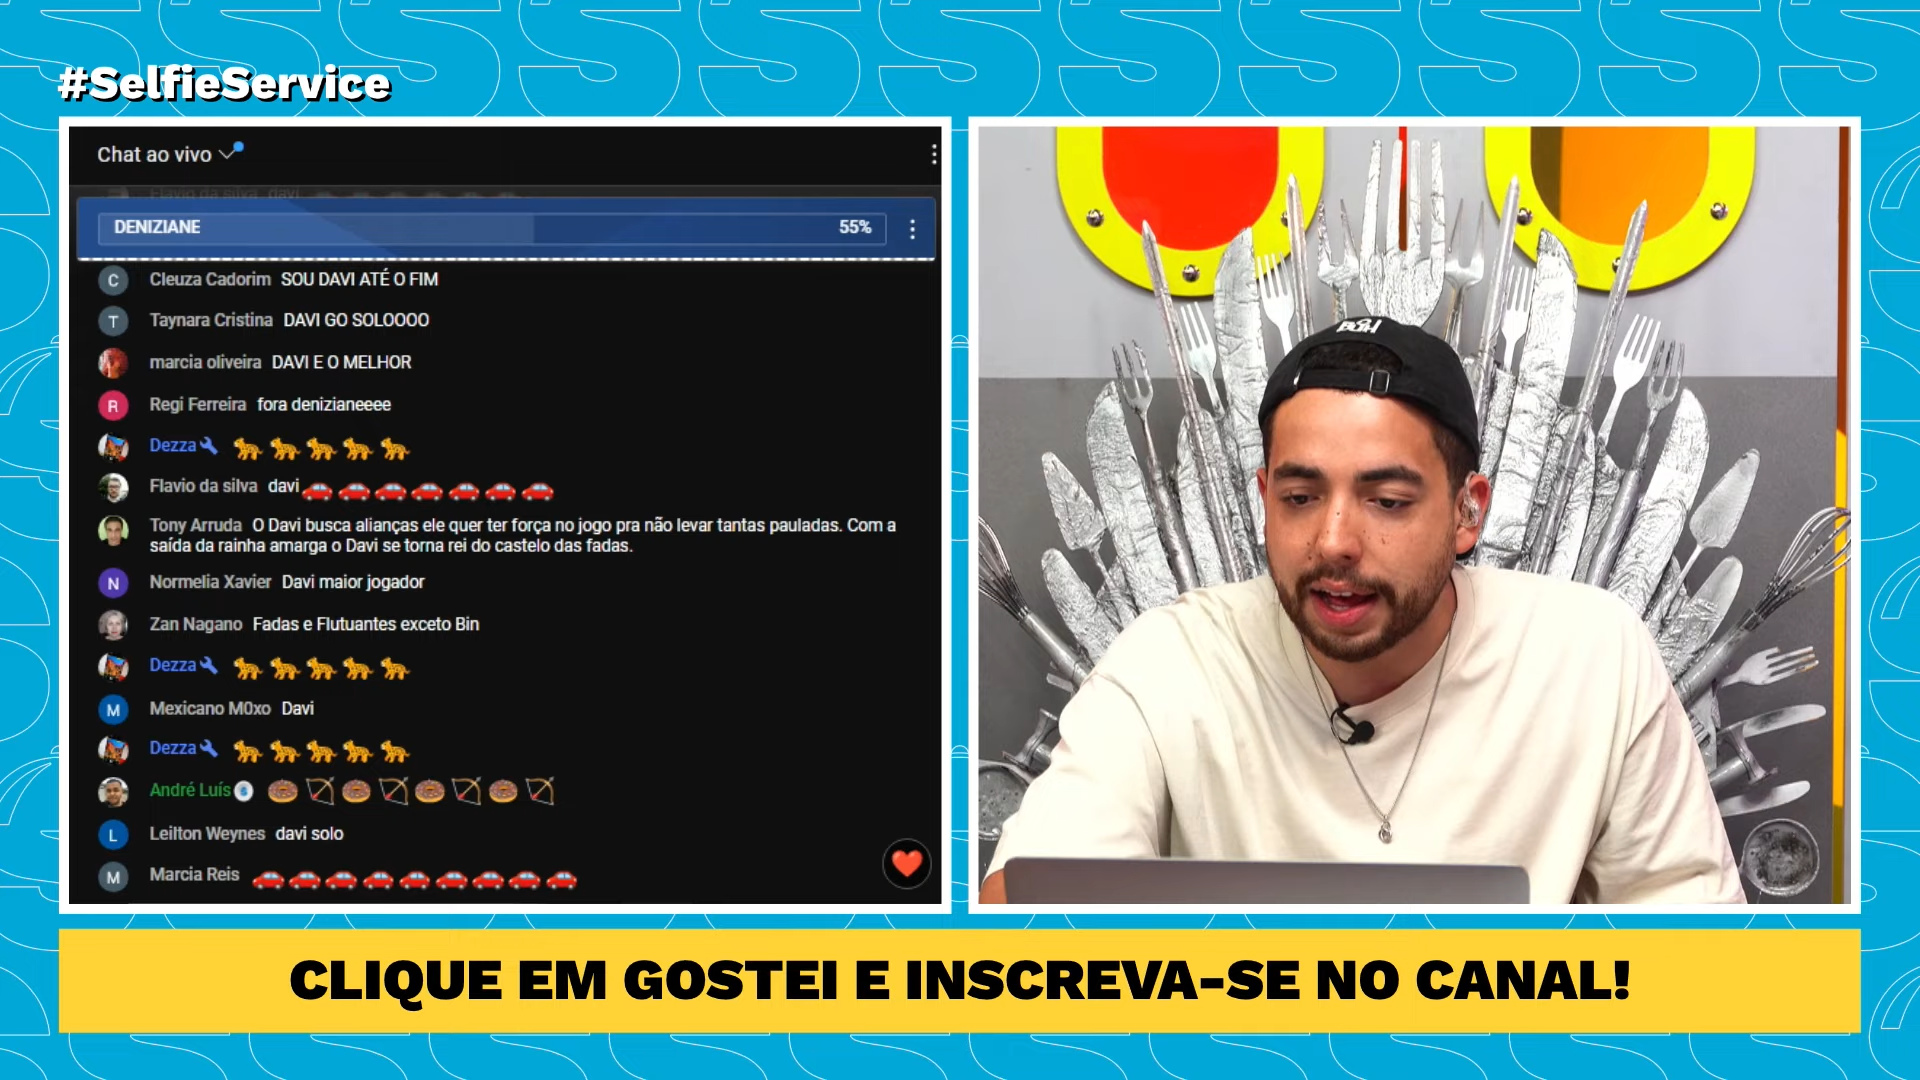 #SelfieService
Chat ao vivo
Flavio da silva davi
DENIZIANE 55%
C Cleuza Cadorim SOU DAVI ATÉ O FIM
T Taynara Cristina DAVI GO SOLOOOO
marcia oliveira DAVI E O MELHOR
R Regi Ferreira fora denizianeeee
Dezza
Flavio da silva davi
Tony Arruda O Davi busca alianças ele quer ter força no jogo pra não levar tantas pauladas. Com a
saída da rainha amarga o Davi se torna rei do castelo das fadas.
N Normelia Xavier Davi maior jogador
Zan Nagano Fadas e Flutuantes exceto Bin
Dezza
M Mexicano M0xo Davi
Dezza
André Luís
L Leilton Weynes davi solo
M Marcia Reis
CLIQUE EM GOSTEI E INSCREVA-SE NO CANAL!